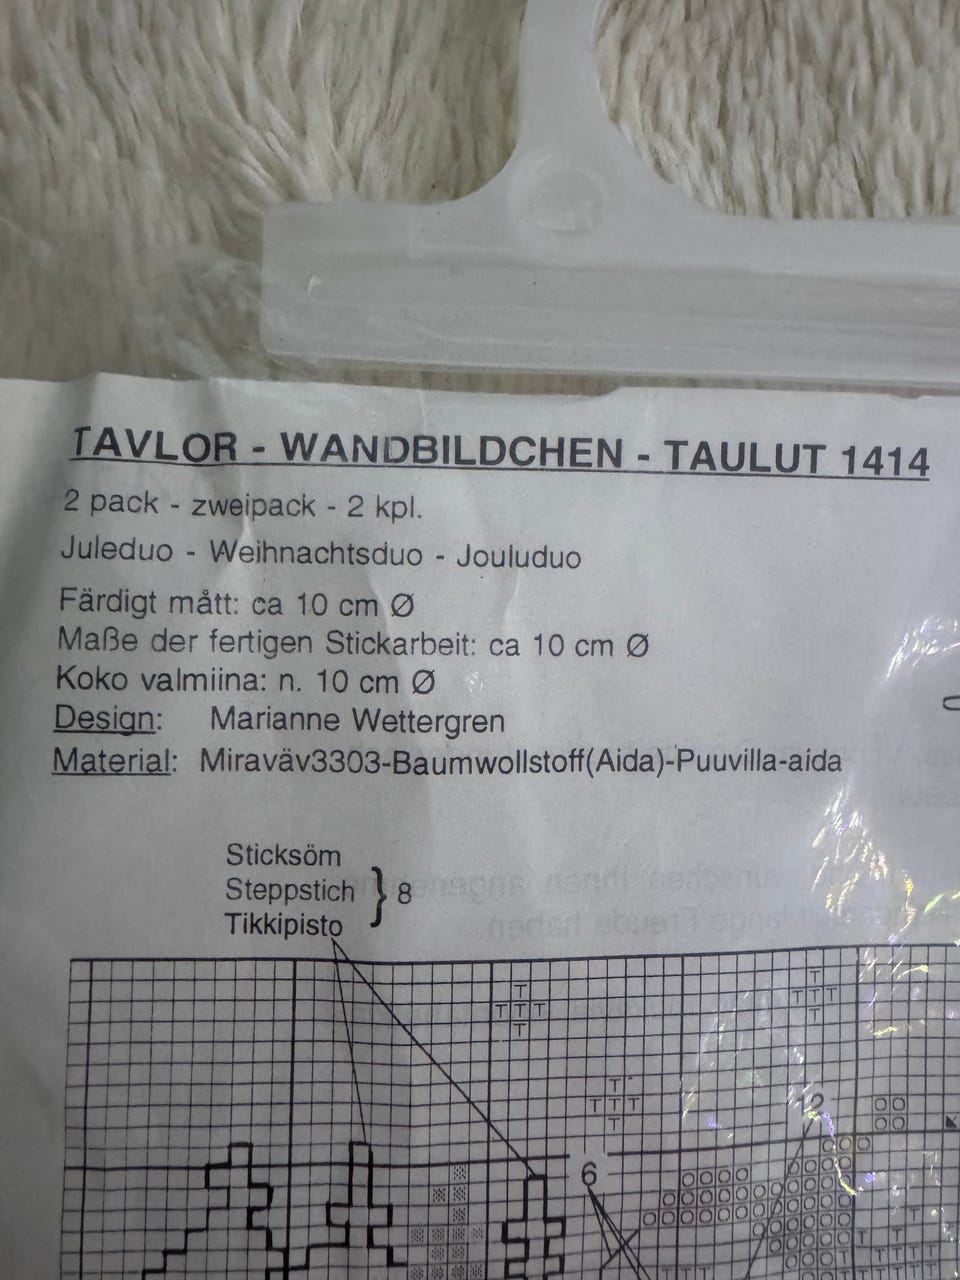 TAVLOR - WANDBILDCHEN - TAULUT 1414
2 pack - zweipack - 2 kpl.
Juleduo - Weihnachtsduo - Jouluduo
Färdigt mått: ca 10 cm Ø
Maße der fertigen Stickarbeit: ca 10 cm Ø
Koko valmiina: n. 10 cm Ø
Design: Marianne Wettergren
Material: Miraväv3303-Baumwollstoff(Aida)-Puuvilla-aida
Sticksöm
Steppstich } 8
Tikkipisto
12
6